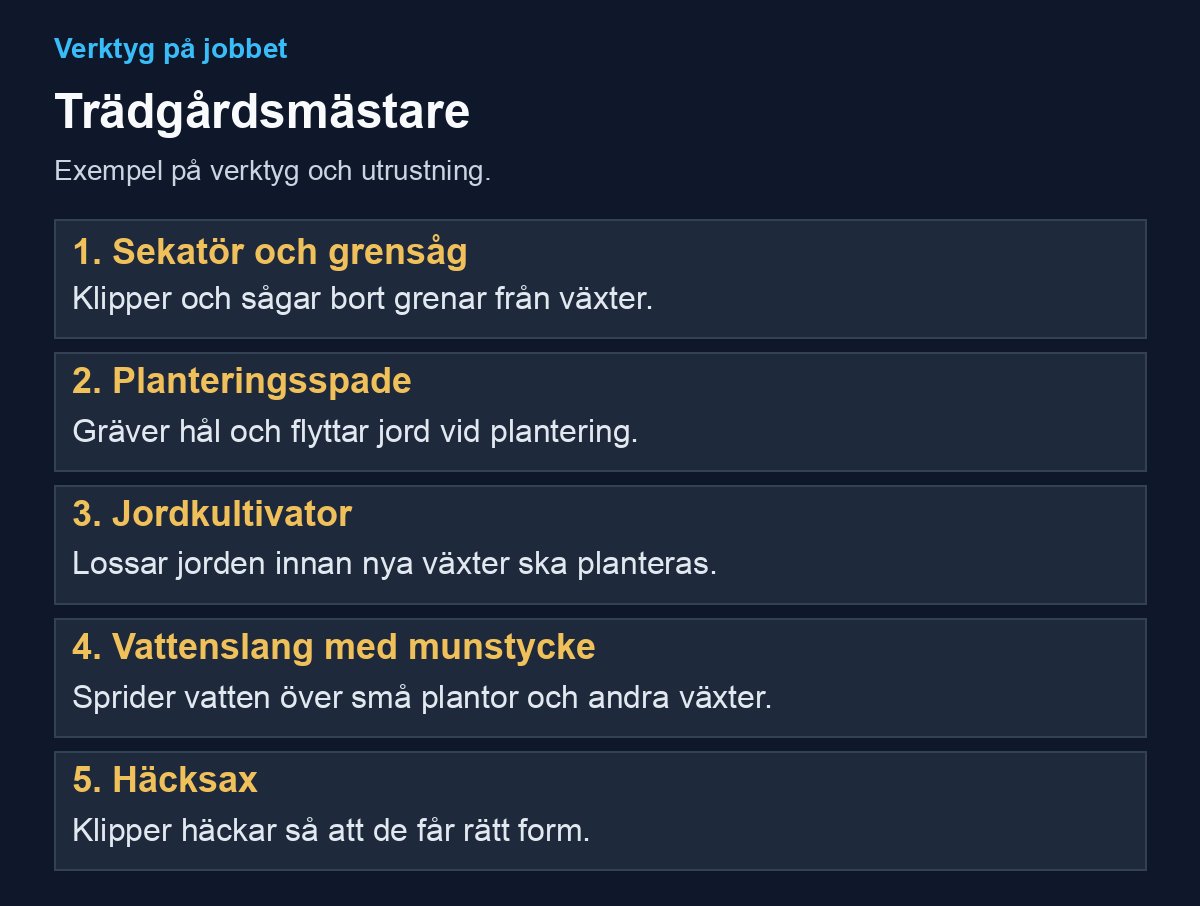 Verktyg på jobbet
Trädgårdsmästare
Exempel på verktyg och utrustning.
1. Sekatör och grensåg
Klipper och sågar bort grenar från växter.
2. Planteringsspade
Gräver hål och flyttar jord vid plantering.
3. Jordkultivator
Lossar jorden innan nya växter ska planteras.
4. Vattenslang med munstycke
Sprider vatten över små plantor och andra växter.
5. Häcksax
Klipper häckar så att de får rätt form.